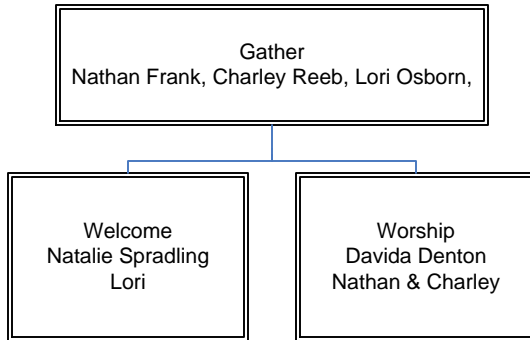 Gather
Nathan Frank, Charley Reeb, Lori Osborn,
Welcome
Natalie Spradling
Lori
Worship
Davida Denton
Nathan & Charley